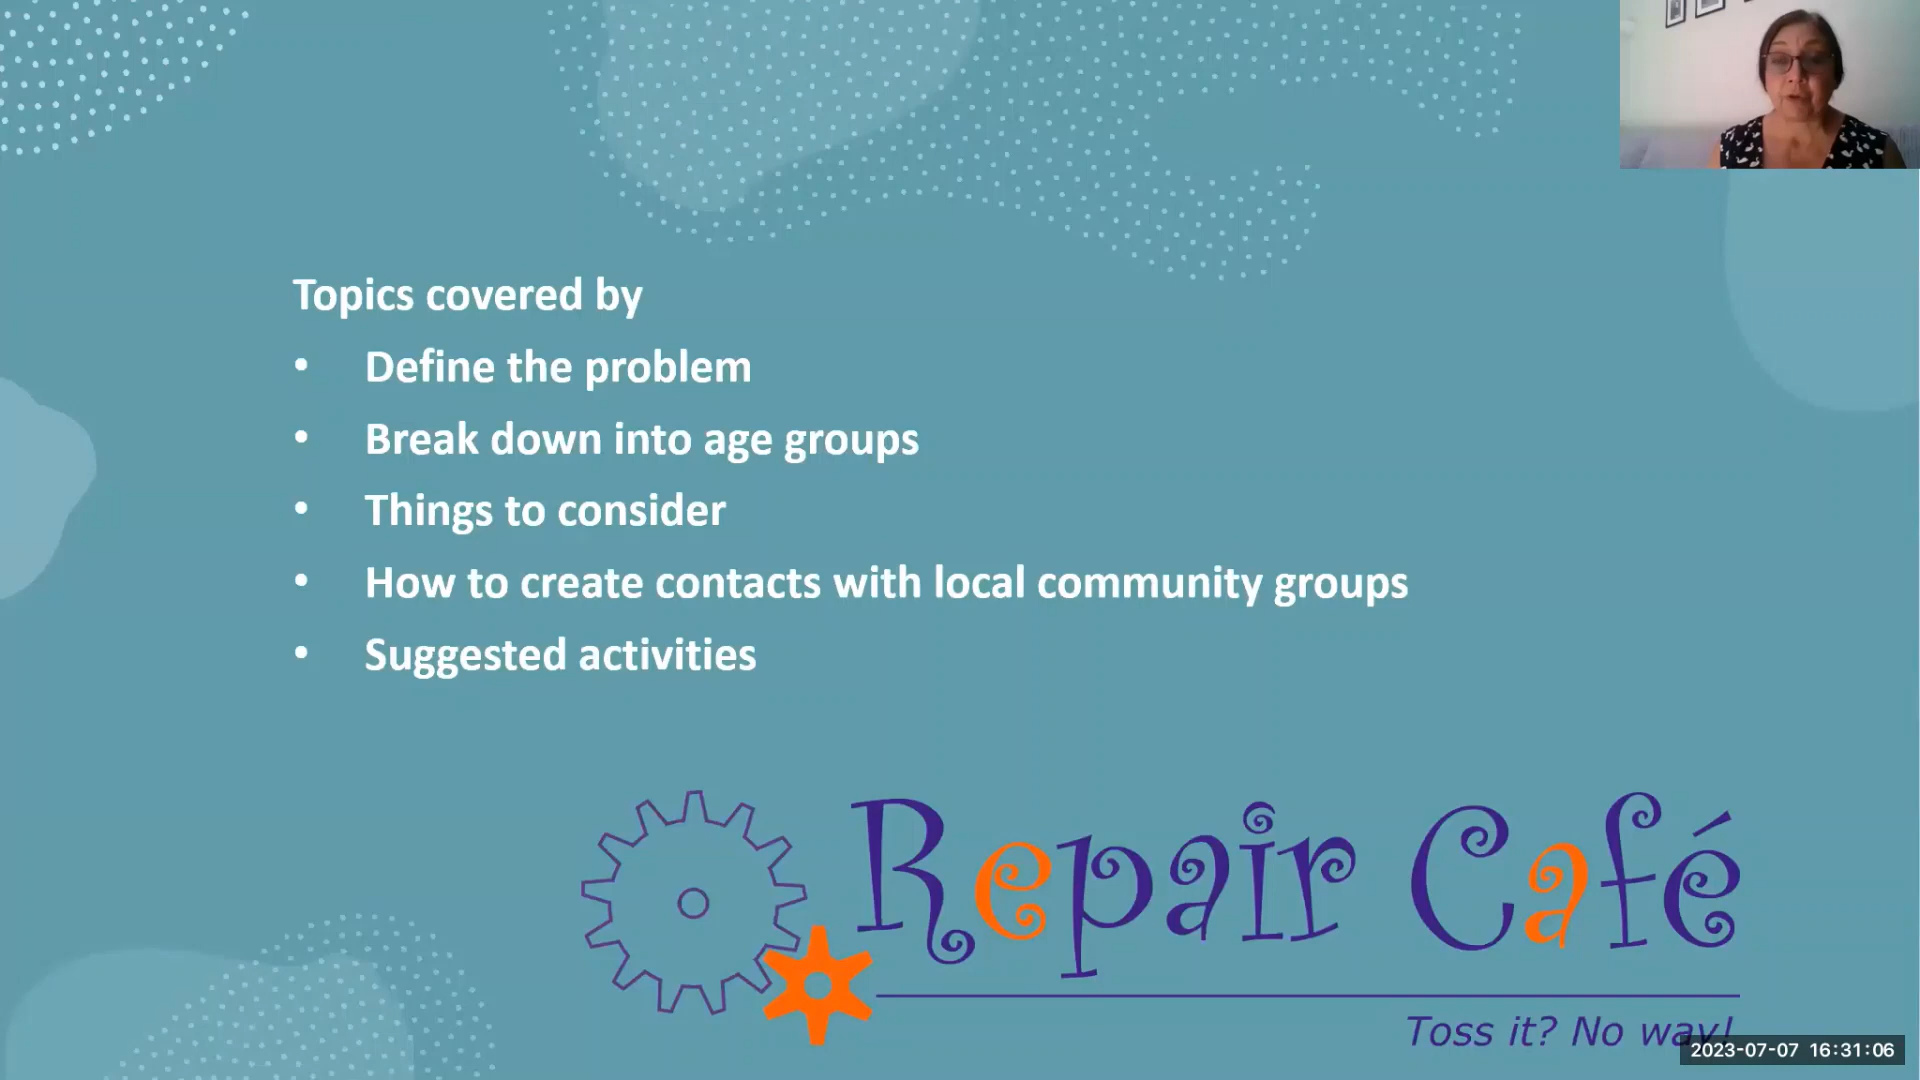 Topics covered by
• Define the problem
• Break down into age groups
• Things to consider
• How to create contacts with local community groups
• Suggested activities
Repair Café
Toss it? No way!
2023-07-07 16:31:06